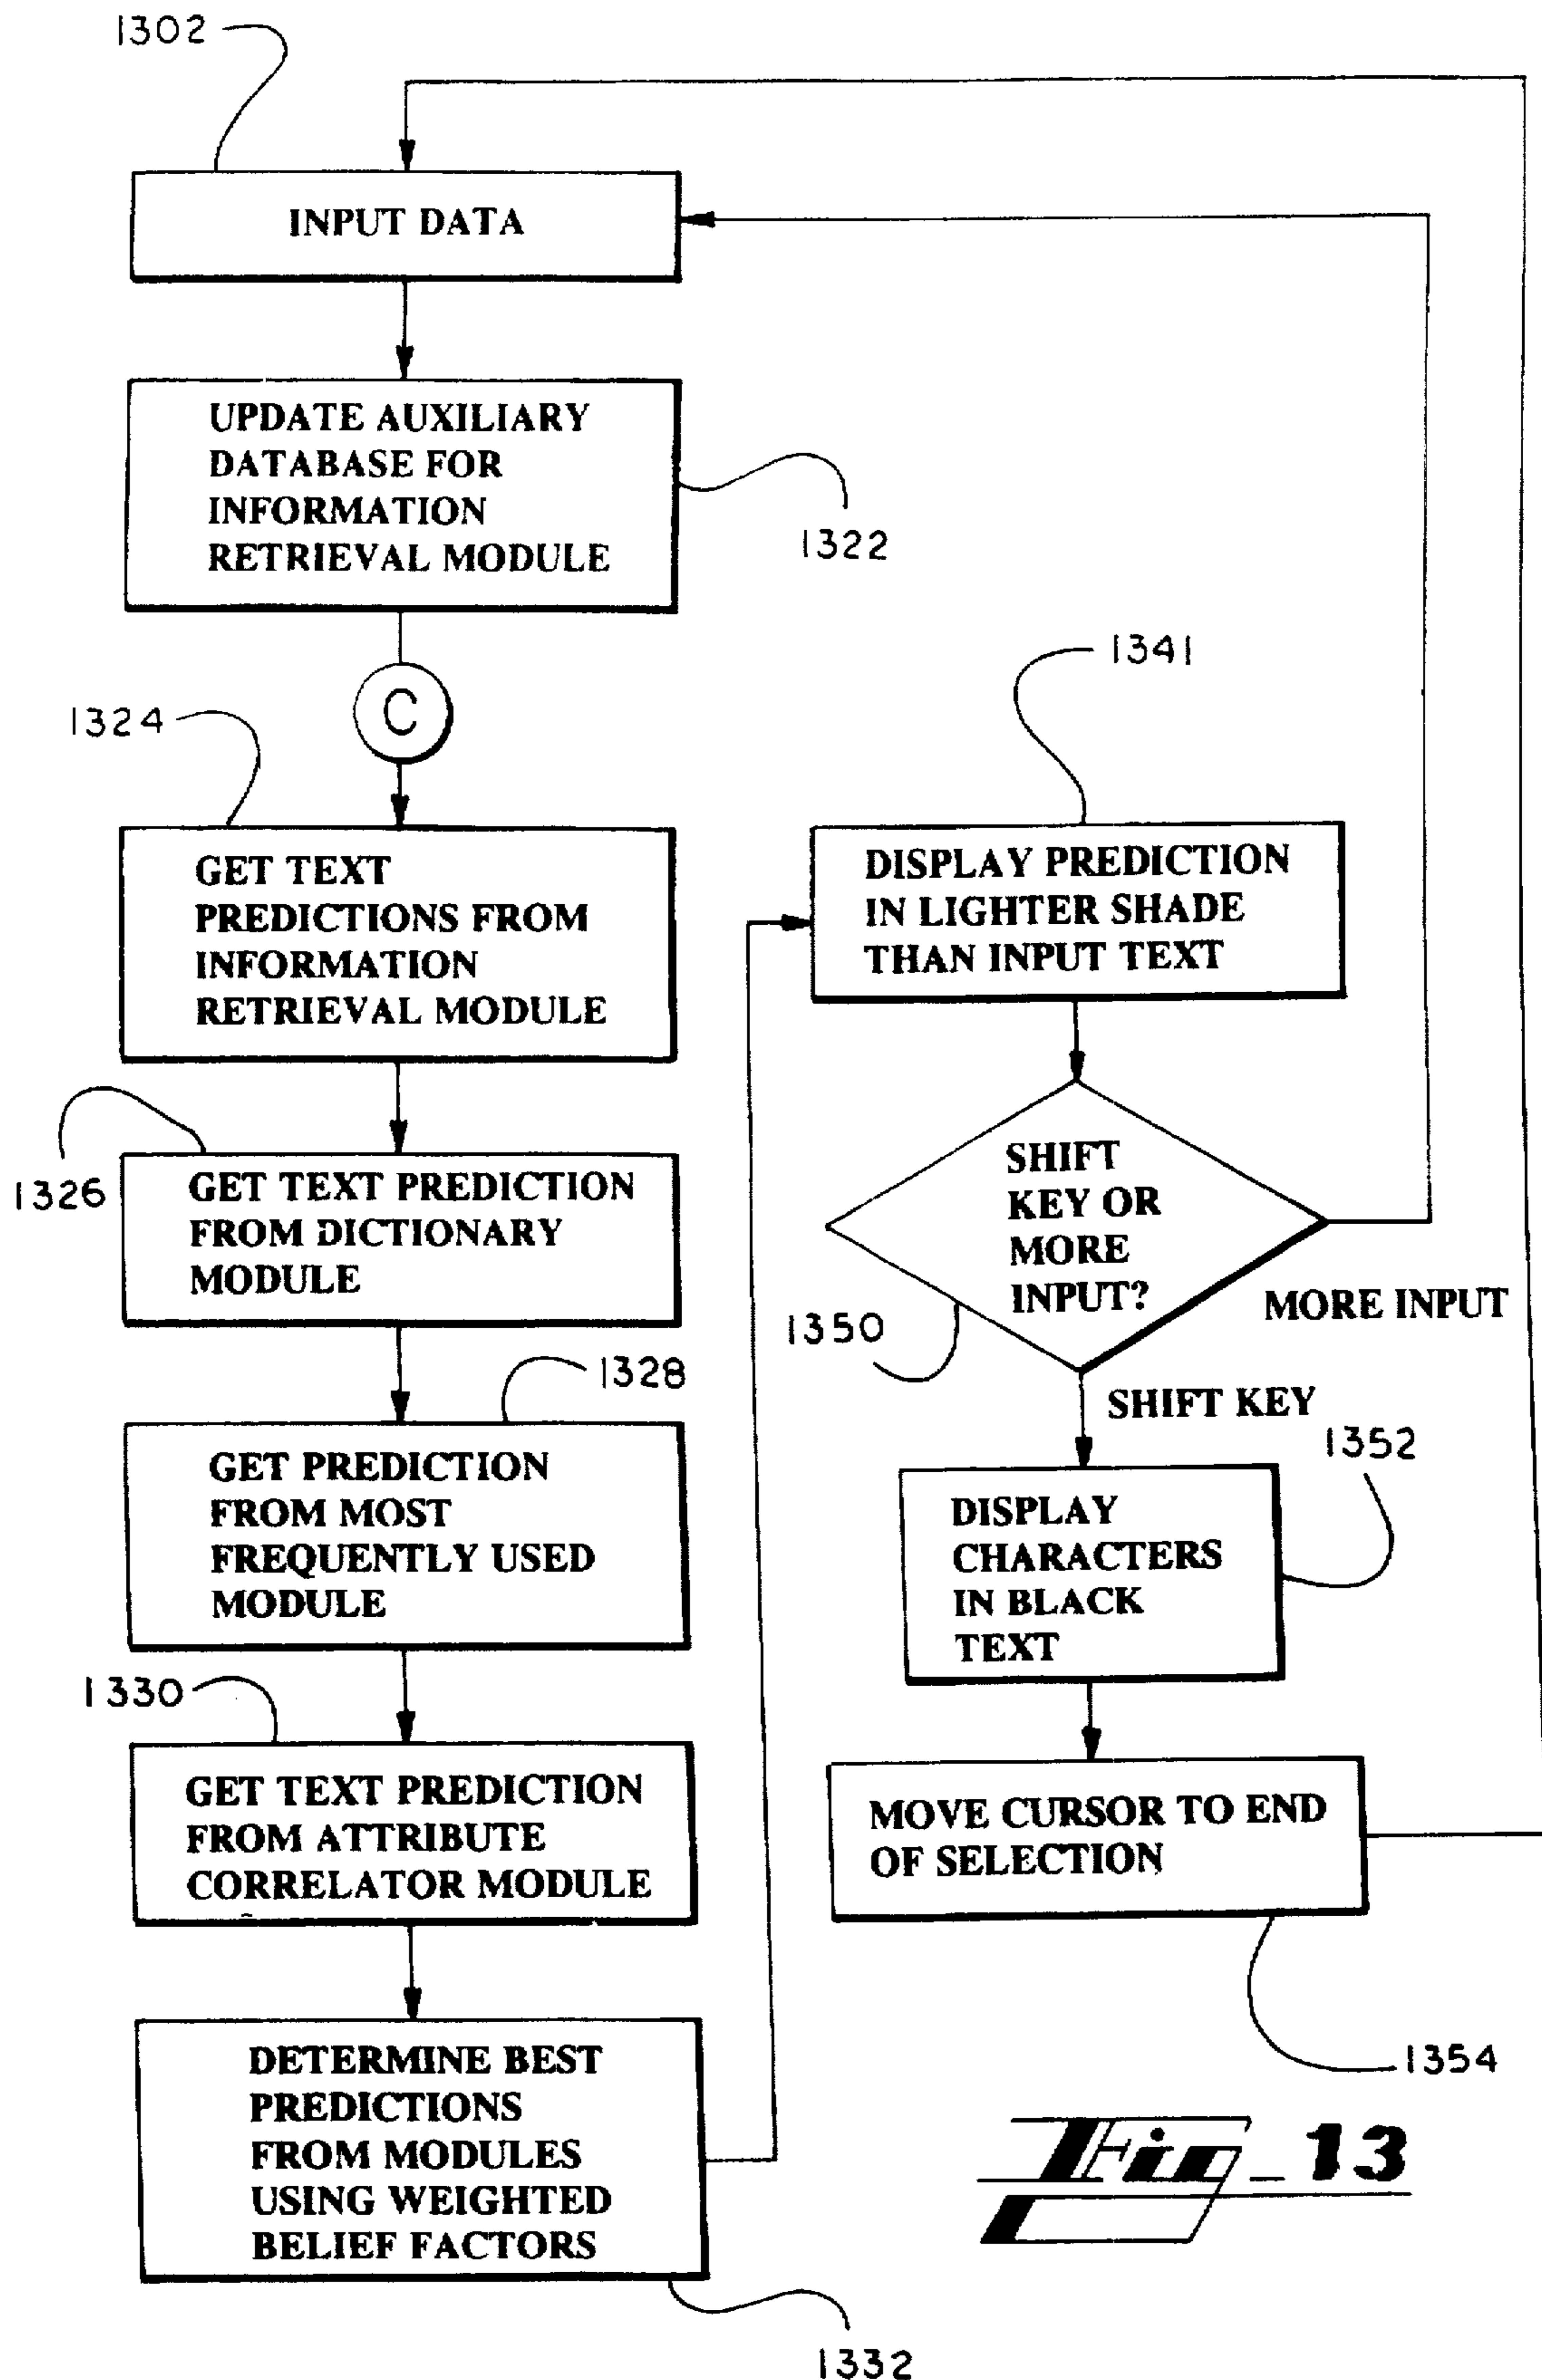 1302
INPUT DATA
UPDATE AUXILIARY
DATABASE FOR
INFORMATION
RETRIEVAL MODULE
1322
C
1324
GET TEXT
PREDICTIONS FROM
INFORMATION
RETRIEVAL MODULE
1326
GET TEXT PREDICTION
FROM DICTIONARY
MODULE
1328
GET PREDICTION
FROM MOST
FREQUENTLY USED
MODULE
1330
GET TEXT PREDICTION
FROM ATTRIBUTE
CORRELATOR MODULE
DETERMINE BEST
PREDICTIONS
FROM MODULES
USING WEIGHTED
BELIEF FACTORS
1332
1341
DISPLAY PREDICTION
IN LIGHTER SHADE
THAN INPUT TEXT
SHIFT
KEY OR
MORE
INPUT?
1350
MORE INPUT
SHIFT KEY
1352
DISPLAY
CHARACTERS
IN BLACK
TEXT
MOVE CURSOR TO END
OF SELECTION
1354
Fig_13